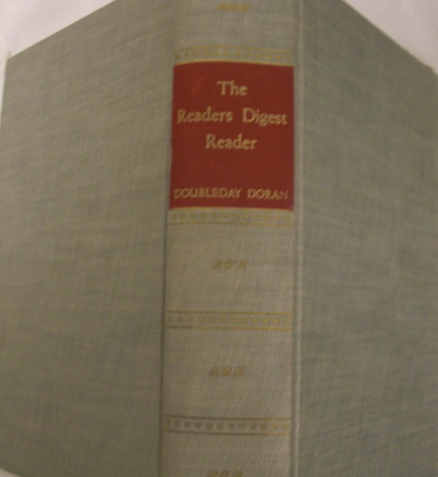 The
Readers Digest
Reader
DOUBLEDAY DORAN